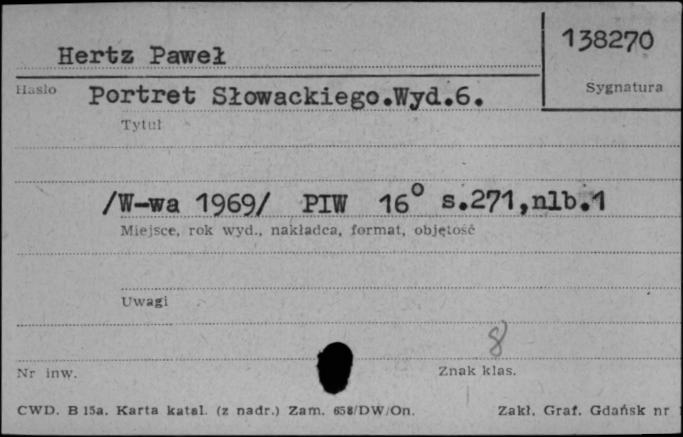 Hertz Paweł
138270
Hasło
Sygnatura
Portret Słowackiego.Wyd.6.
Tytuł
/W-wa 1969/ PIW 16° s.271,nlb.1
Miejsce, rok wyd., nakładca, format, objętość
Uwagi
8
Nr inw.
Znak klas.
CWD. B 15a. Karta katal. (z nadr.) Zam. 658/DW/On.
Zakł. Graf. Gdańsk nr